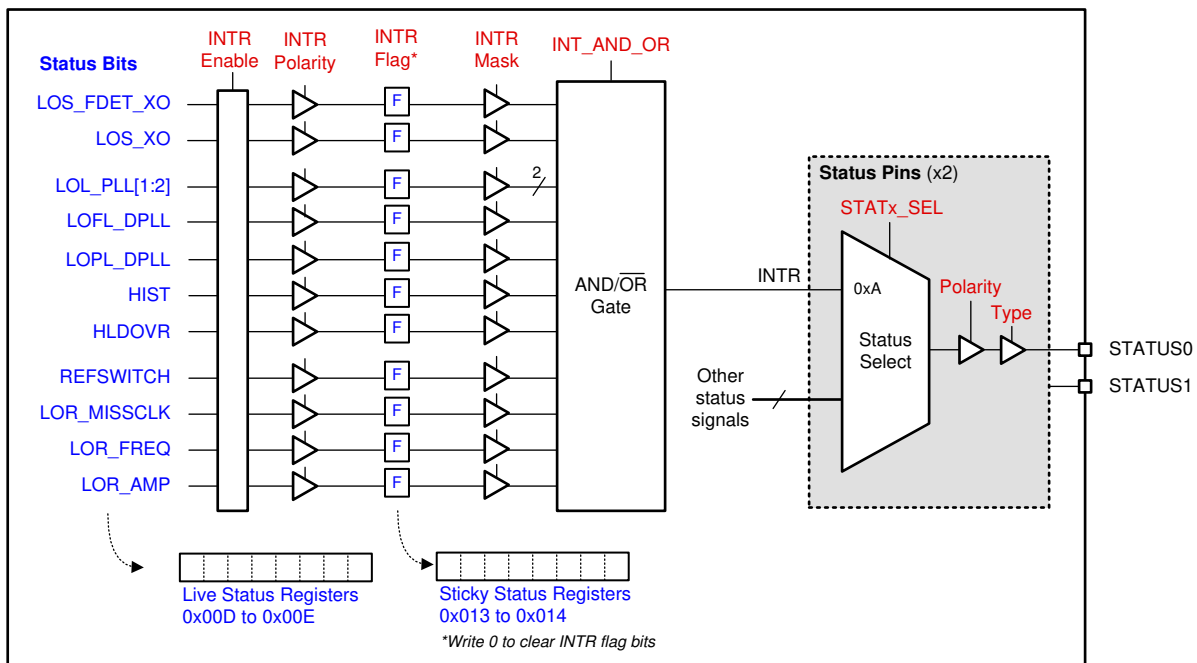 Status Bits
INTR
Enable
INTR
Polarity
INTR
Flag*
INTR
Mask
INT_AND_OR
LOS_FDET_XO
LOS_XO
LOL_PLL[1:2]
LOFL_DPLL
LOPL_DPLL
HIST
HLDOVR
REFSWITCH
LOR_MISSCLK
LOR_FREQ
LOR_AMP
F
F
F
F
F
F
F
F
F
F
F
2
AND/OR
Gate
INTR
Status Pins (x2)
STATx_SEL
0xA
Status
Select
Polarity
Type
Other
status
signals
STATUS0
STATUS1
Live Status Registers
0x00D to 0x00E
Sticky Status Registers
0x013 to 0x014
*Write 0 to clear INTR flag bits